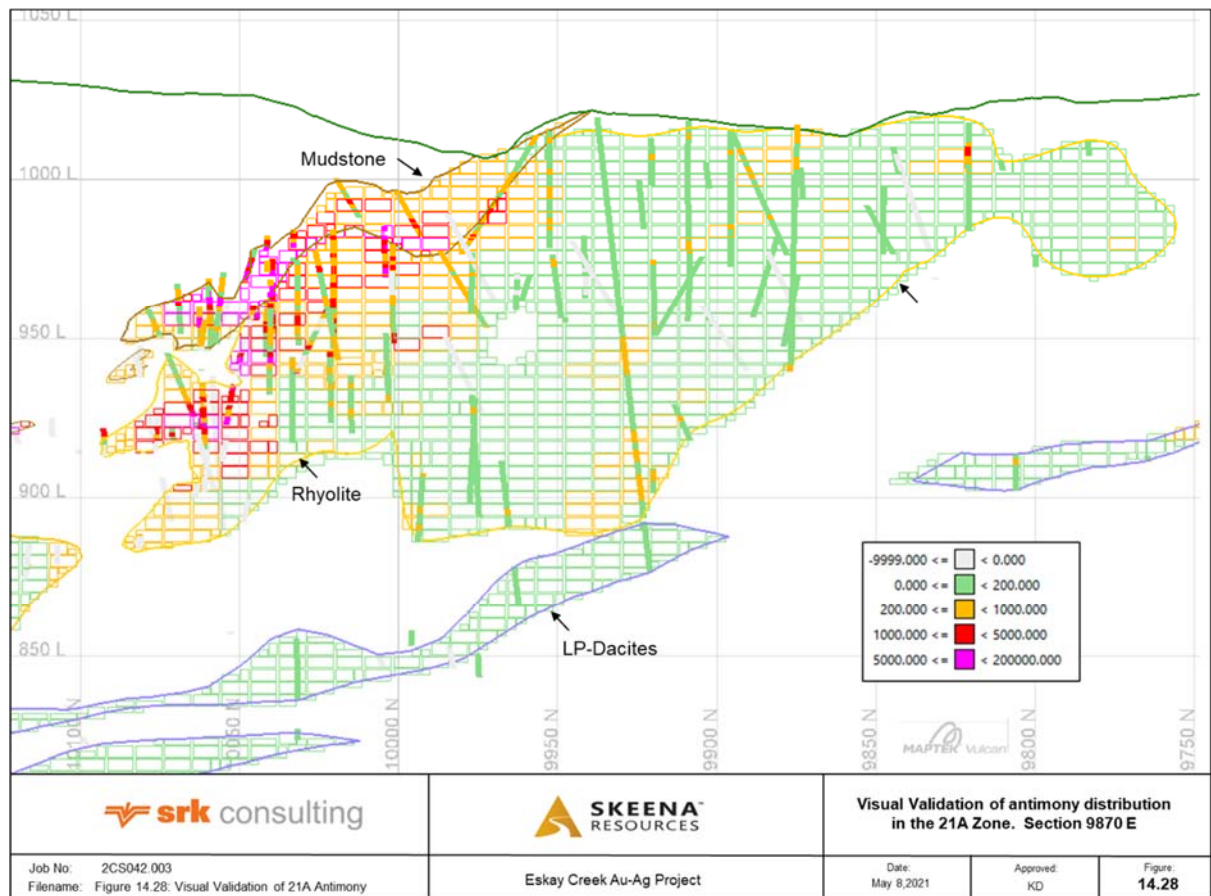 1050 L
Mudstone
1000 L
950 L
Rhyolite
900 L
-9999.000 <= < 0.000
0.000 <= < 200.000
200.000 <= < 1000.000
1000.000 <= < 5000.000
5000.000 <= < 200000.000
LP-Dacites
850 L
10100 N
10050 N
10000 N
9950 N
9900 N
9850 N
9800 N
9750 N
MAPTEK Vulcan
srk consulting
SKEENA™
RESOURCES
Visual Validation of antimony distribution
in the 21A Zone. Section 9870 E
Job No: 2CS042.003
Filename: Figure 14.28: Visual Validation of 21A Antimony
Eskay Creek Au-Ag Project
Date:
May 8,2021
Approved:
KD
Figure:
14.28